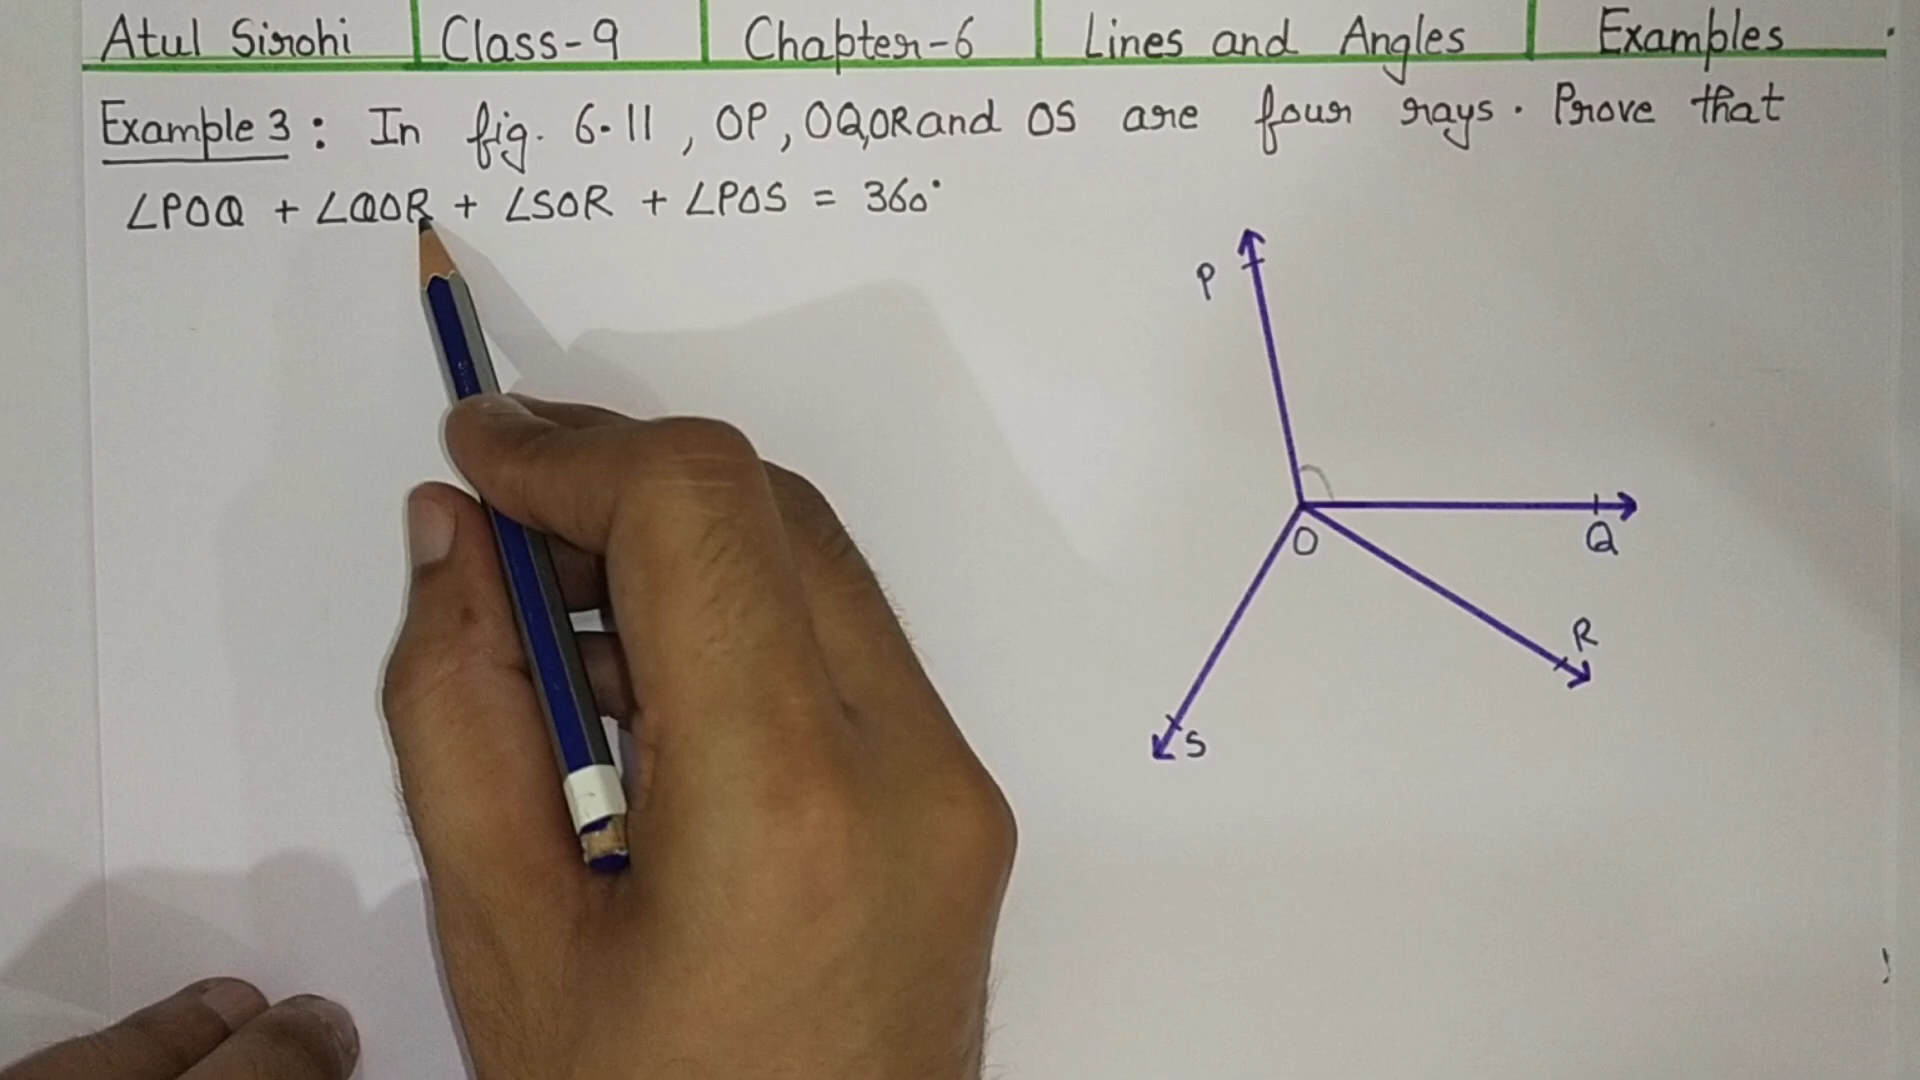 Atul Sirohi Class-9 Chapter-6 Lines and Angles Examples
Example 3 : In fig. 6.11 , OP, OQ, OR and OS are four rays. Prove that
∠POQ + ∠QOR + ∠SOR + ∠POS = 360°
P
O
Q
R
S